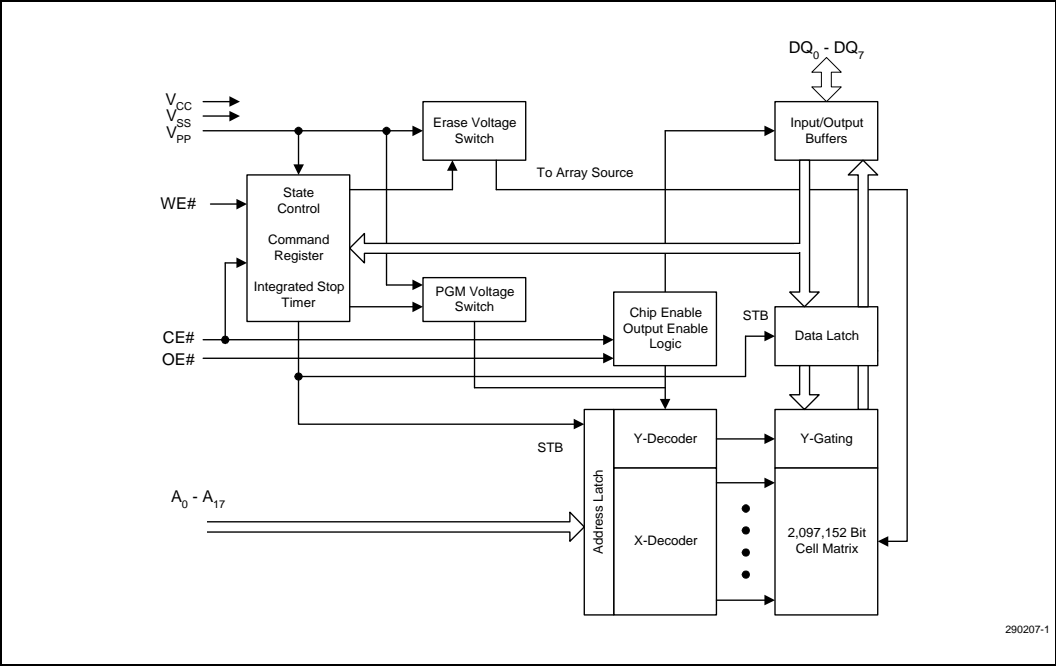 DQ0 - DQ7
VCC
VSS
VPP
Erase Voltage
Switch
Input/Output
Buffers
To Array Source
WE#
State
Control
Command
Register
Integrated Stop
Timer
PGM Voltage
Switch
Chip Enable
Output Enable
Logic
STB
Data Latch
CE#
OE#
STB
Address Latch
Y-Decoder
Y-Gating
A0 - A17
X-Decoder
2,097,152 Bit
Cell Matrix
290207-1